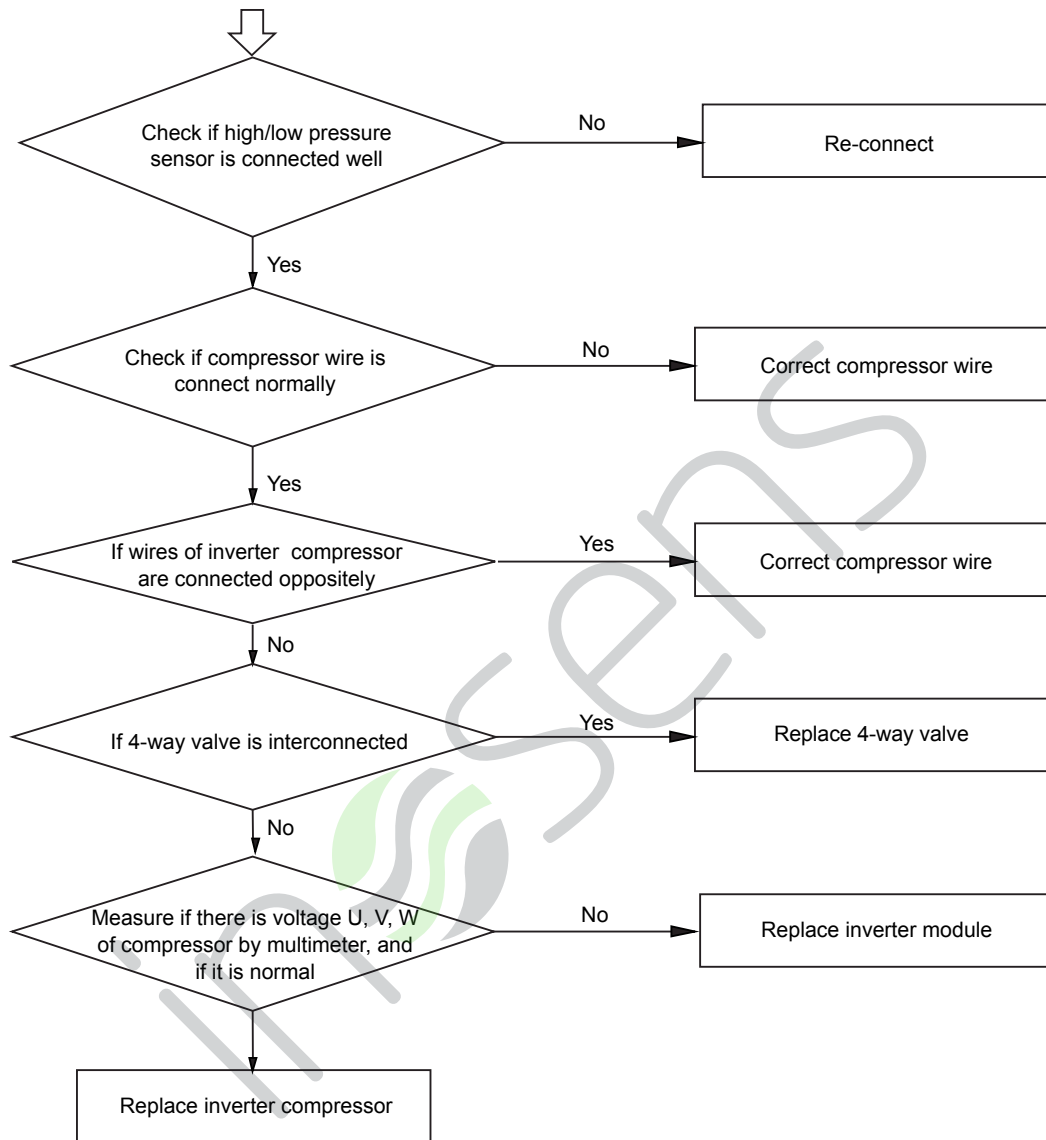 Check if high/low pressure
sensor is connected well
No
Re-connect
Yes
Check if compressor wire is
connect normally
No
Correct compressor wire
Yes
If wires of inverter compressor
are connected oppositely
Yes
Correct compressor wire
No
If 4-way valve is interconnected
Yes
Replace 4-way valve
No
Measure if there is voltage U, V, W
of compressor by multimeter, and
if it is normal
No
Replace inverter module
Replace inverter compressor
inosens